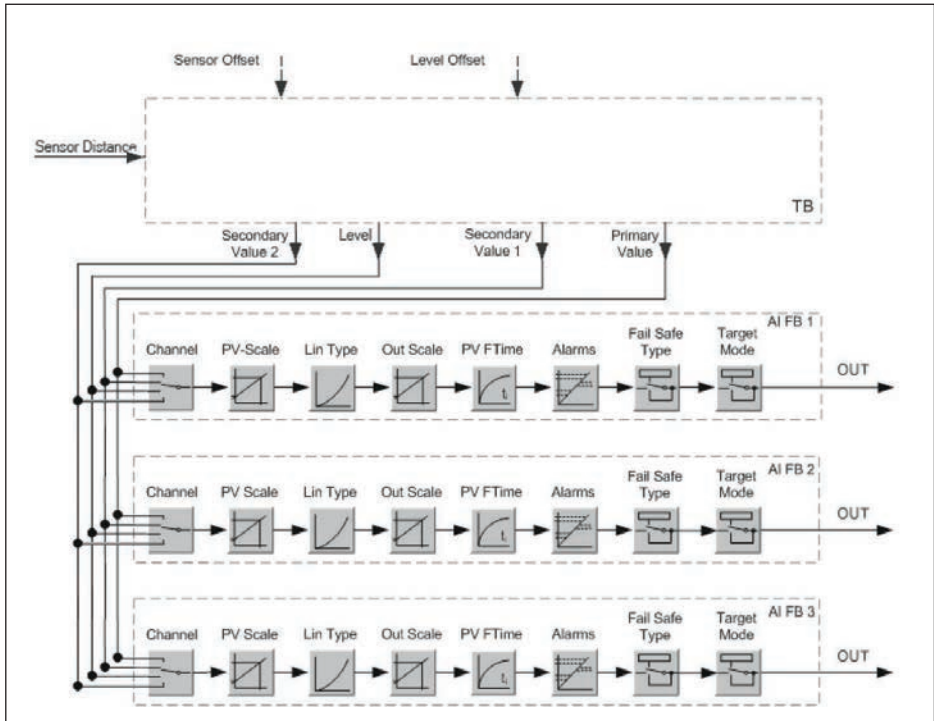 Sensor Offset
Level Offset
Sensor Distance
TB
Secondary
Value 2
Level
Secondary
Value 1
Primary
Value
AI FB 1
Channel
PV-Scale
Lin Type
Out Scale
PV FTime
Alarms
Fail Safe
Type
Target
Mode
OUT
t₁
AI FB 2
Channel
PV Scale
Lin Type
Out Scale
PV FTime
Alarms
Fail Safe
Type
Target
Mode
OUT
t₁
AI FB 3
Channel
PV Scale
Lin Type
Out Scale
PV FTime
Alarms
Fail Safe
Type
Target
Mode
OUT
t₁